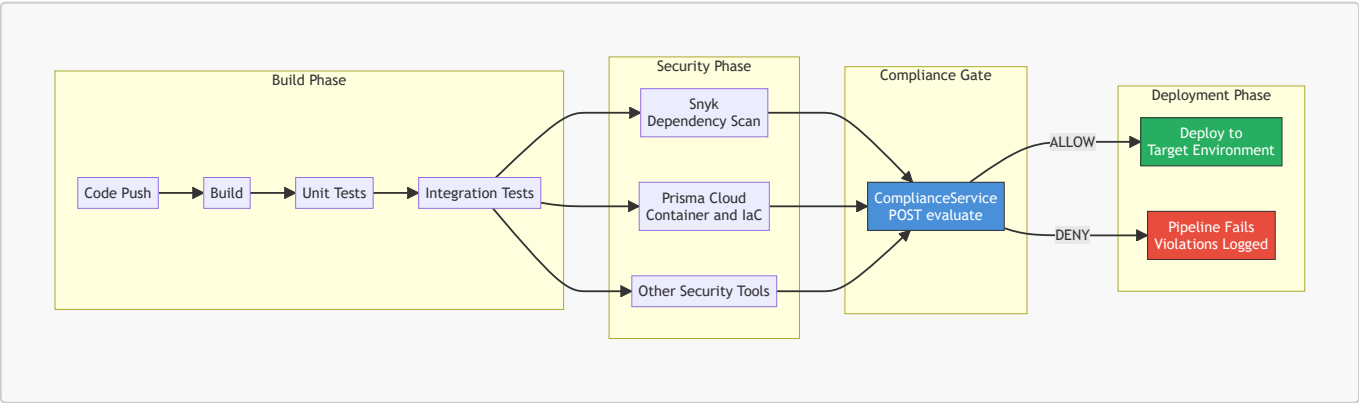 Build Phase
Code Push
Build
Unit Tests
Integration Tests
Security Phase
Snyk
Dependency Scan
Prisma Cloud
Container and IaC
Other Security Tools
Compliance Gate
ComplianceService
POST evaluate
ALLOW
DENY
Deployment Phase
Deploy to
Target Environment
Pipeline Fails
Violations Logged